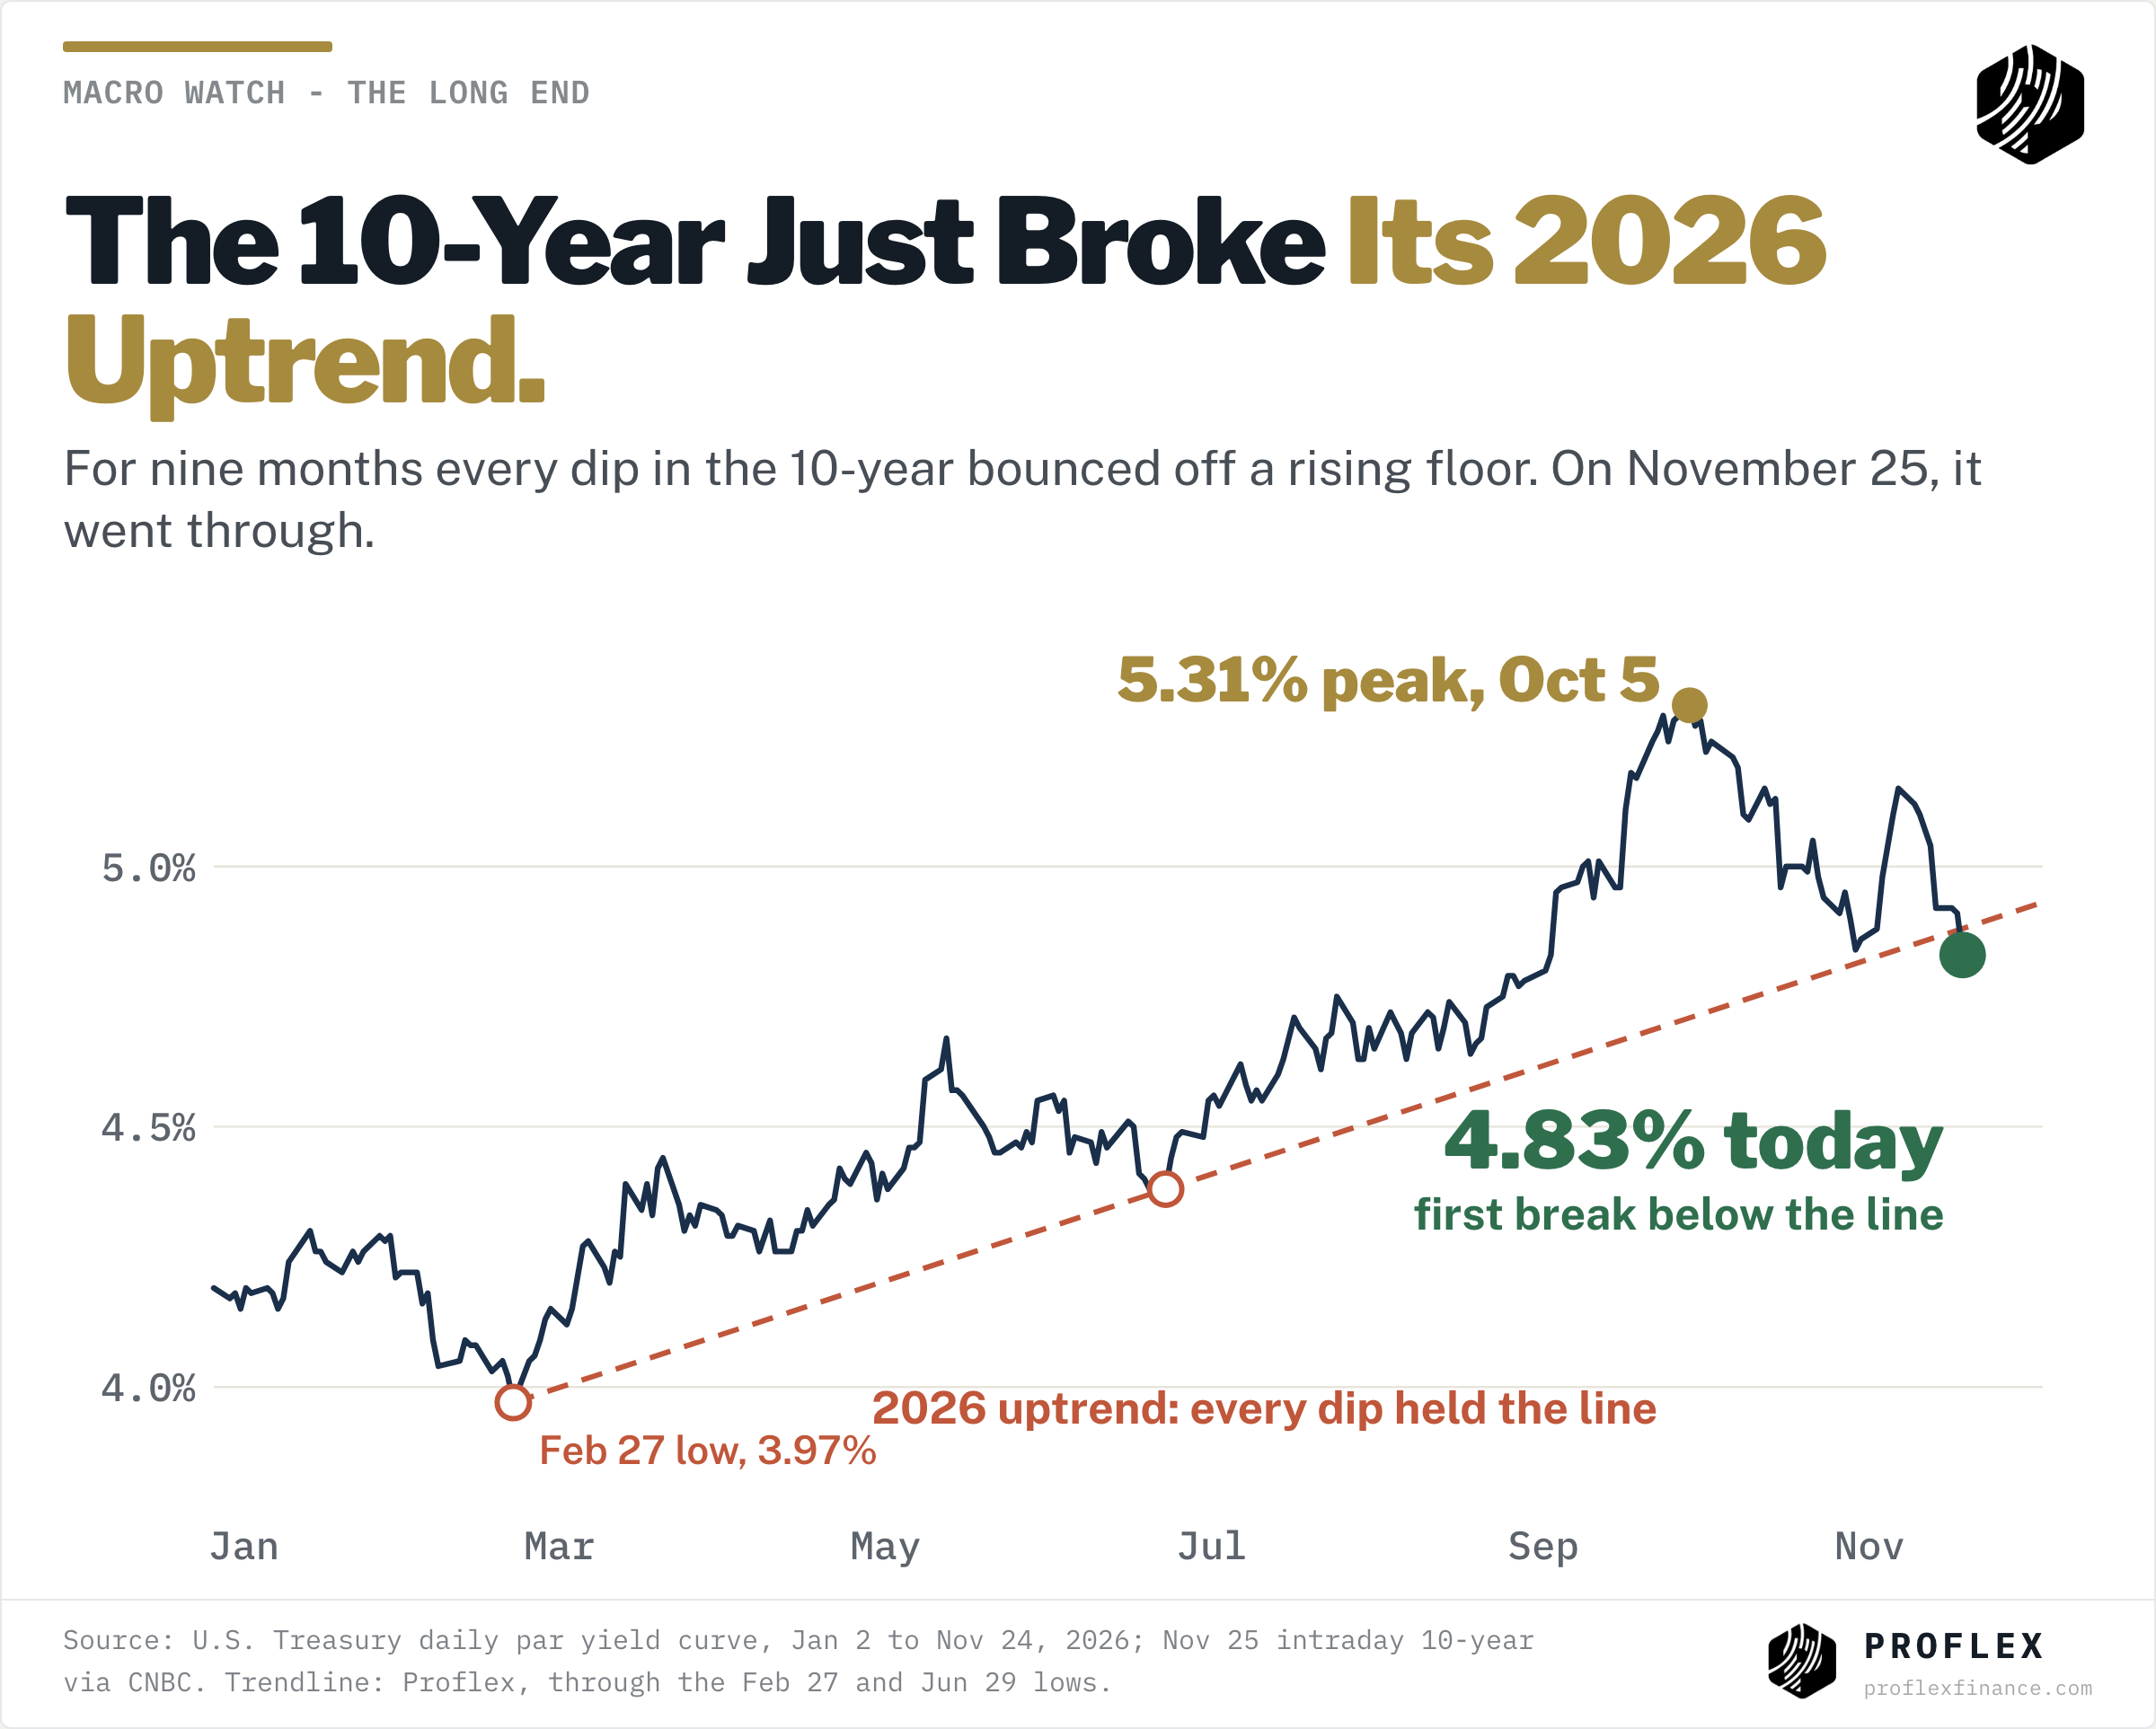 MACRO WATCH - THE LONG END
The 10-Year Just Broke Its 2026
Uptrend.
For nine months every dip in the 10-year bounced off a rising floor. On November 25, it
went through.
5.31% peak, Oct 5
5.0%
4.5%
4.83% today
first break below the line
4.0%
2026 uptrend: every dip held the line
Feb 27 low, 3.97%
Jan Mar May Jul Sep Nov
Source: U.S. Treasury daily par yield curve, Jan 2 to Nov 24, 2026; Nov 25 intraday 10-year
via CNBC. Trendline: Proflex, through the Feb 27 and Jun 29 lows.
PROFLEX
proflexfinance.com